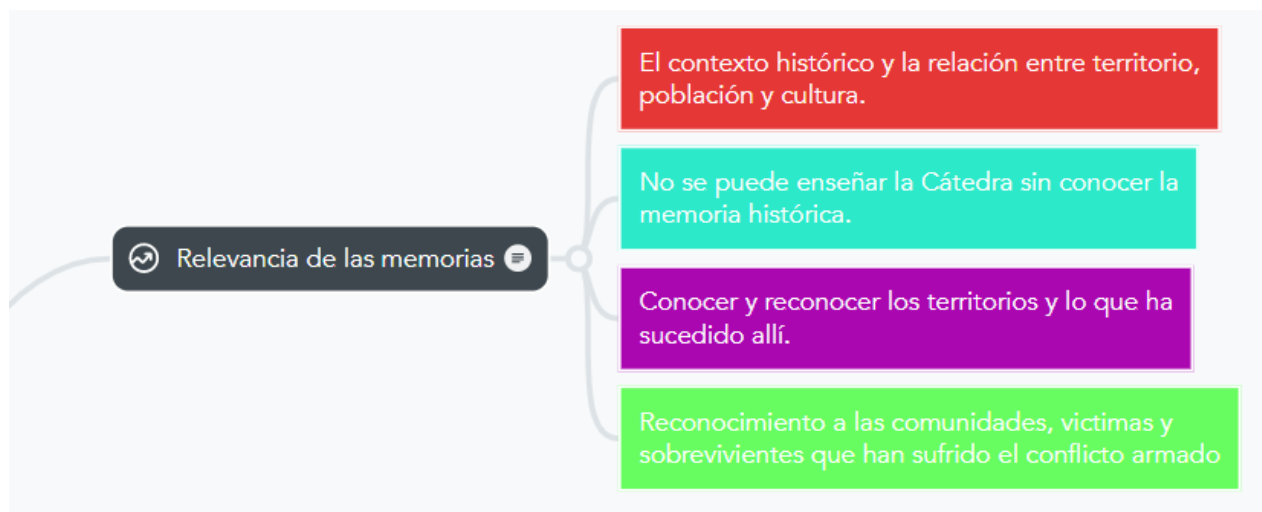 El contexto histórico y la relación entre territorio,
población y cultura.
No se puede enseñar la Cátedra sin conocer la
memoria histórica.
Relevancia de las memorias
Conocer y reconocer los territorios y lo que ha
sucedido allí.
Reconocimiento a las comunidades, victimas y
sobrevivientes que han sufrido el conflicto armado